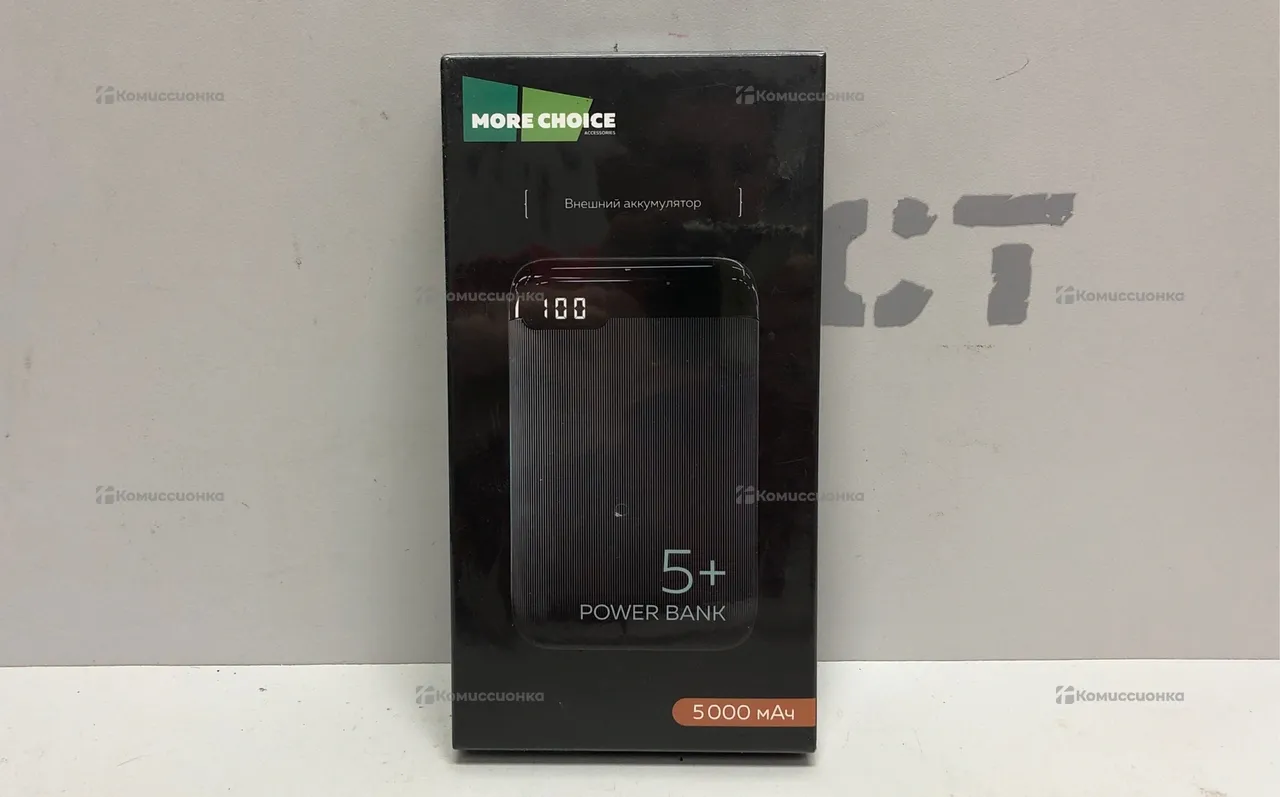 Комиссионка
Комиссионка
MORE CHOICE
ACCESSORIES
Внешний аккумулятор
СТ
Комиссионка
Комиссионка
100
Комиссионка
Комиссионка
5+
POWER BANK
Комиссионка
Комиссионка
5000 мАч